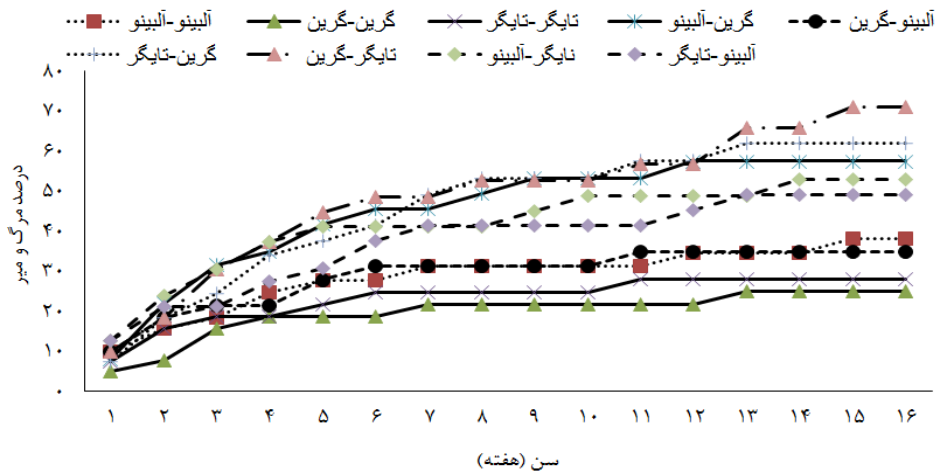 آلبینو-گرین گرین-آلبینو تایگر-تایگر گرین-گرین آلبینو-آلبینو
آلبینو-تایگر نایگر-آلبینو تایگر-گرین گرین-تایگر
۸۰
۷۰
۶۰
۵۰
۴۰
۳۰
۲۰
۱۰
۰
درصد مرگ و میر
۱ ۲ ۳ ۴ ۵ ۶ ۷ ۸ ۹ ۱۰ ۱۱ ۱۲ ۱۳ ۱۴ ۱۵ ۱۶
سن (هفته)